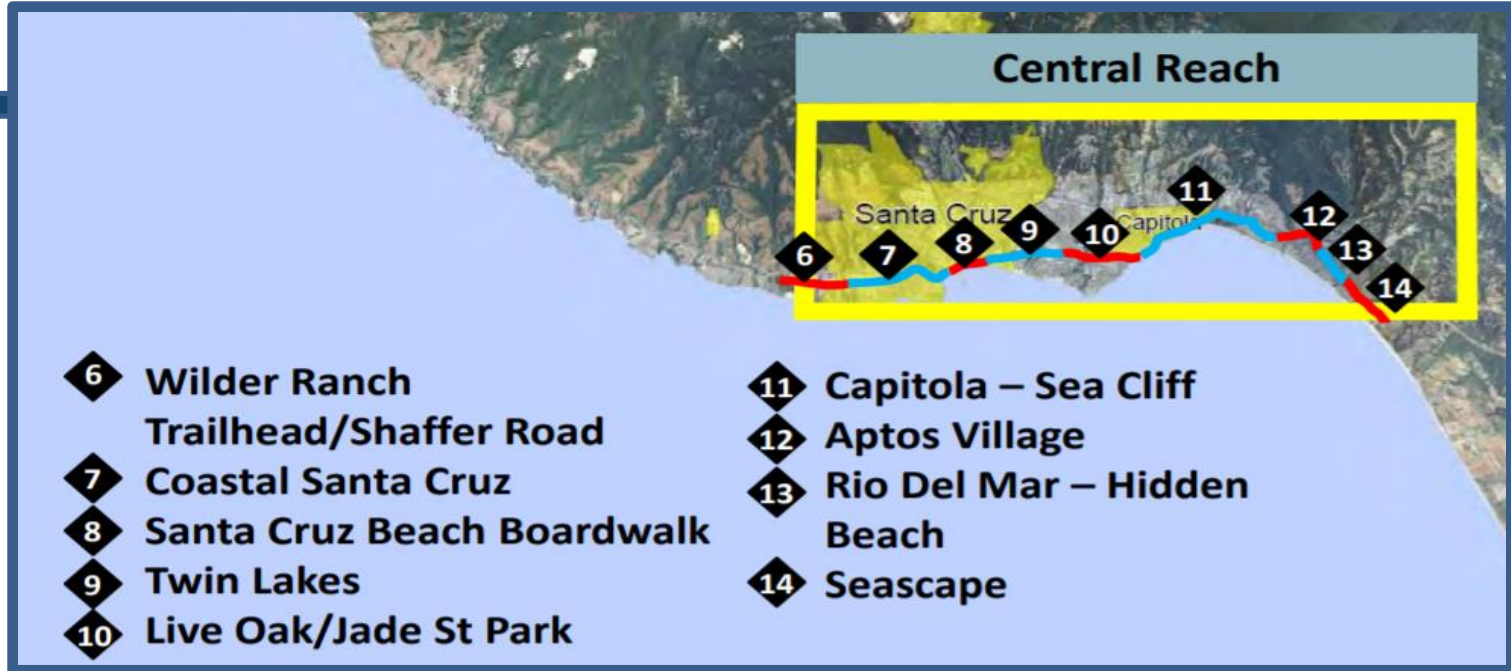 Central Reach
11
12
Santa Cruz
9
Capitola
10
13
8
7
6
14
6 Wilder Ranch
Trailhead/Shaffer Road
7 Coastal Santa Cruz
8 Santa Cruz Beach Boardwalk
9 Twin Lakes
10 Live Oak/Jade St Park
11 Capitola – Sea Cliff
12 Aptos Village
13 Rio Del Mar – Hidden
Beach
14 Seascape